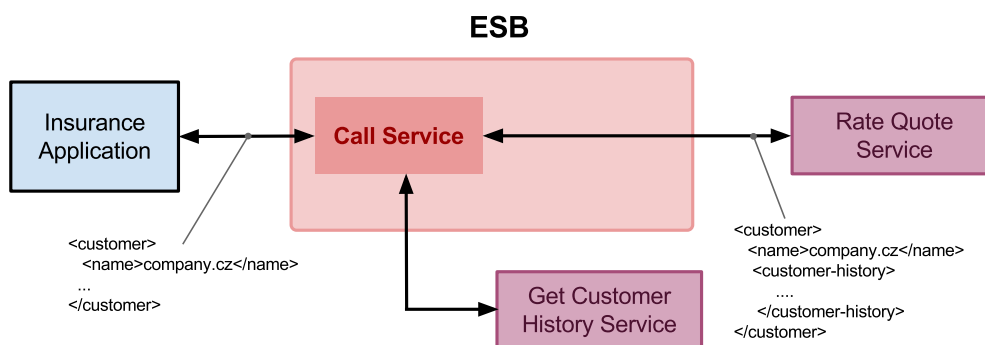 ESB
Insurance
Application
Call Service
Rate Quote
Service
<customer>
<name>company.cz</name>
...
</customer>
Get Customer
History Service
<customer>
<name>company.cz</name>
<customer-history>
....
</customer-history>
</customer>